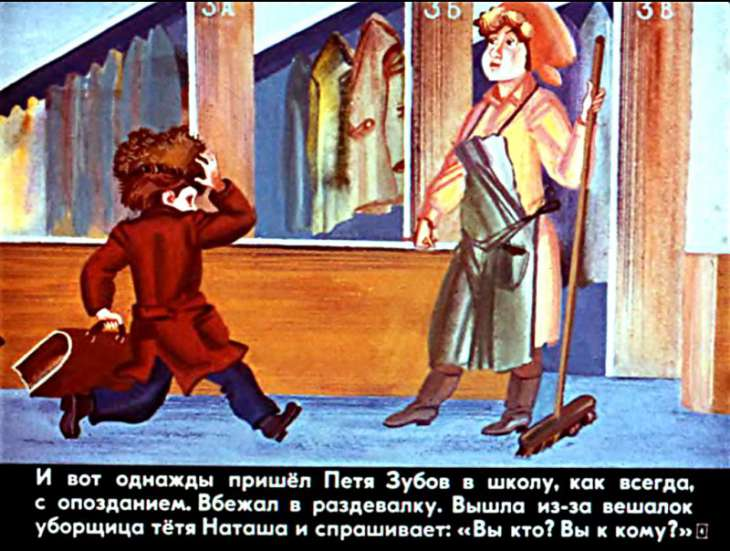 3А
3Б
3В
И вот однажды пришёл Петя Зубов в школу, как всегда,
с опозданием. Вбежал в раздевалку. Вышла из-за вешалок
уборщица тётя Наташа и спрашивает: «Вы кто? Вы к кому?»